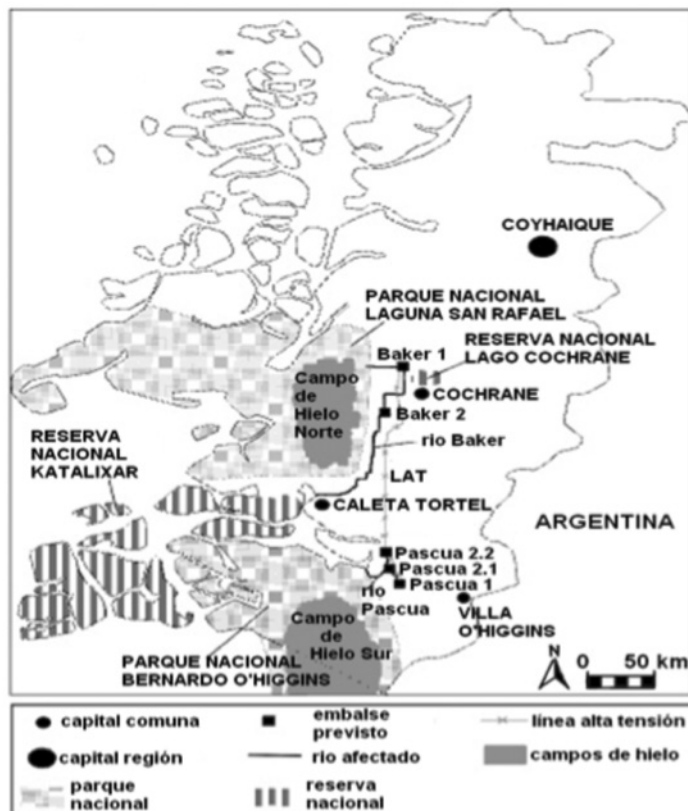 COYHAIQUE
PARQUE NACIONAL
LAGUNA SAN RAFAEL
Baker 1
RESERVA NACIONAL
LAGO COCHRANE
Campo
de
Hielo
Norte
COCHRANE
Baker 2
RESERVA
NACIONAL
KATALIXAR
rio Baker
LAT
CALETA TORTEL
ARGENTINA
Pascua 2.2
Pascua 2.1
Pascua 1
rio
Pascua
VILLA
O'HIGGINS
Campo
de
Hielo Sur
PARQUE NACIONAL
BERNARDO O'HIGGINS
N
0 50 km
capital comuna
embalse
previsto
línea alta tensión
capital región
rio afectado
campos de hielo
parque
nacional
reserva
nacional